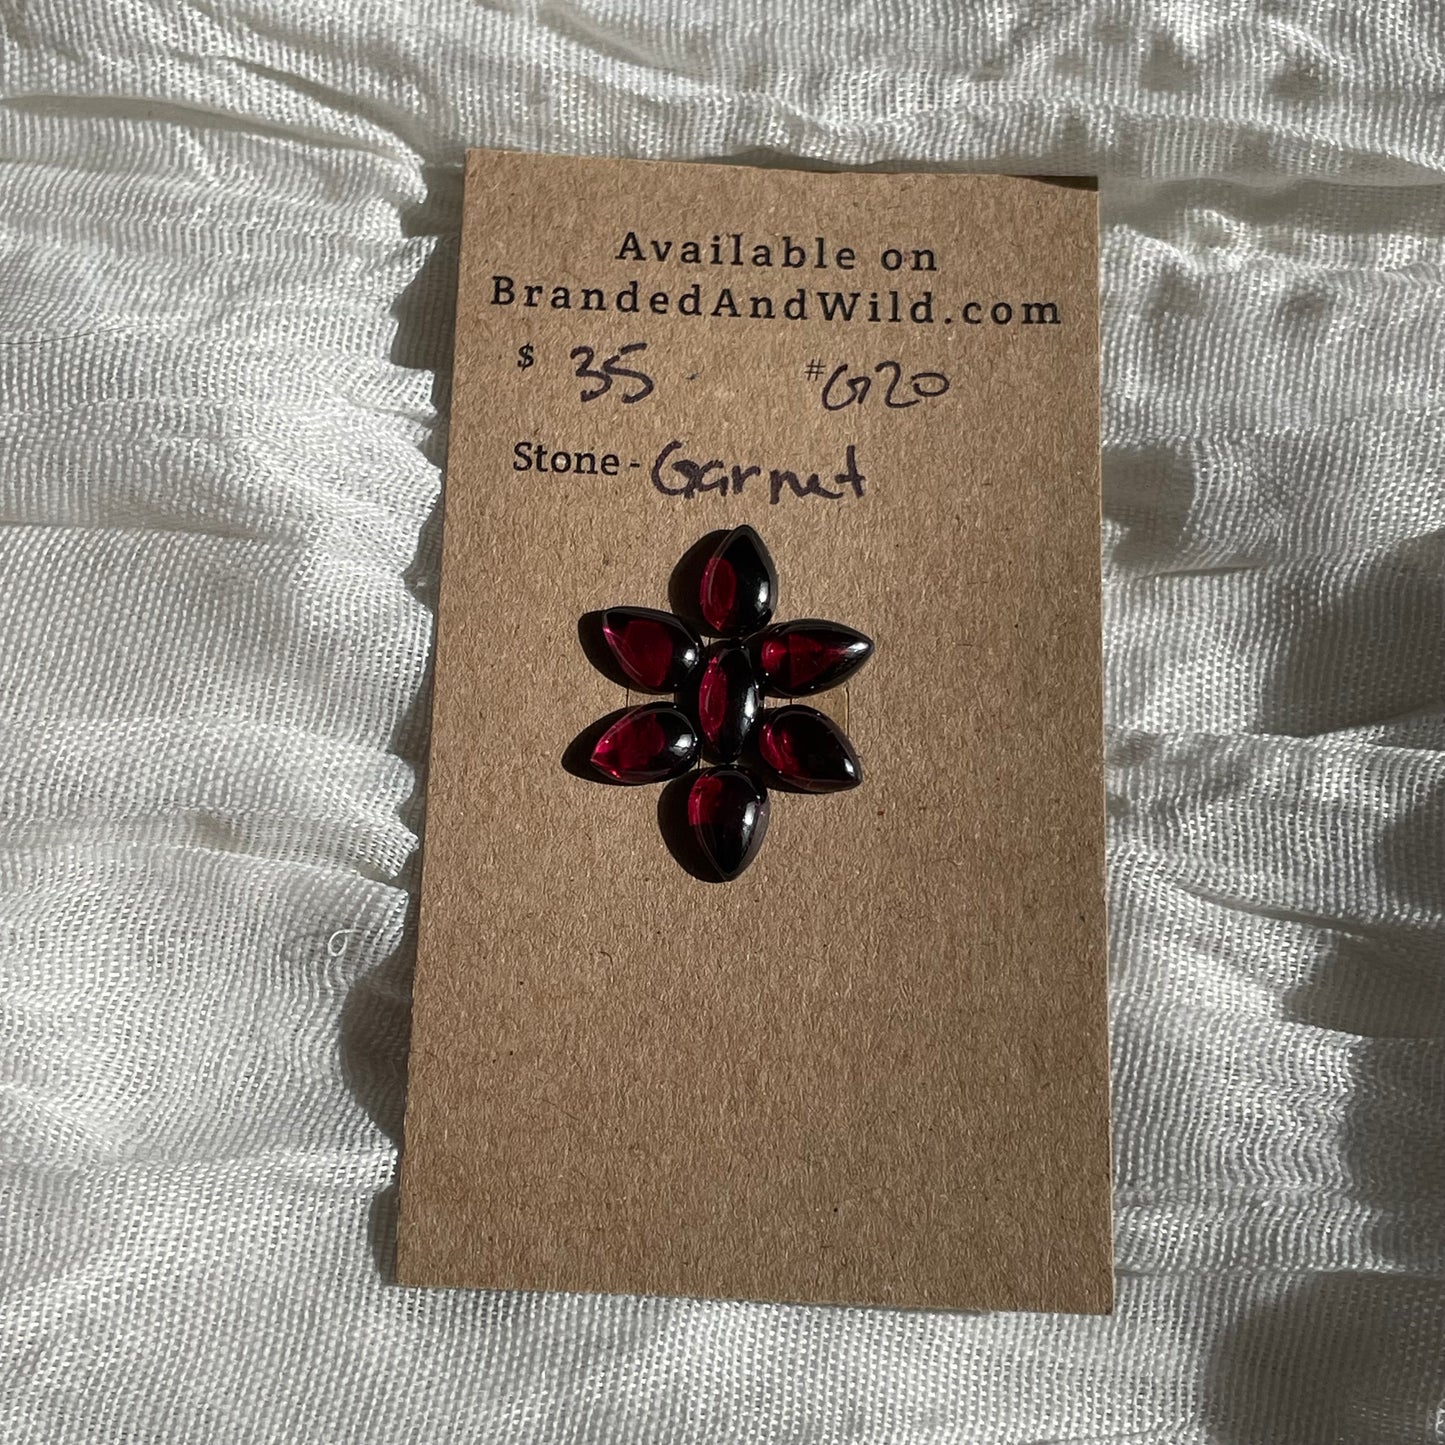 Available on
BrandedAndWild.com
$ 35 #G20
Stone - Garnet